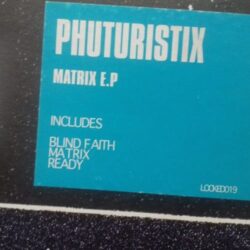 PHUTURISTIX
MATRIX E.P
INCLUDES
BLIND FAITH
MATRIX
READY
LOCKED019